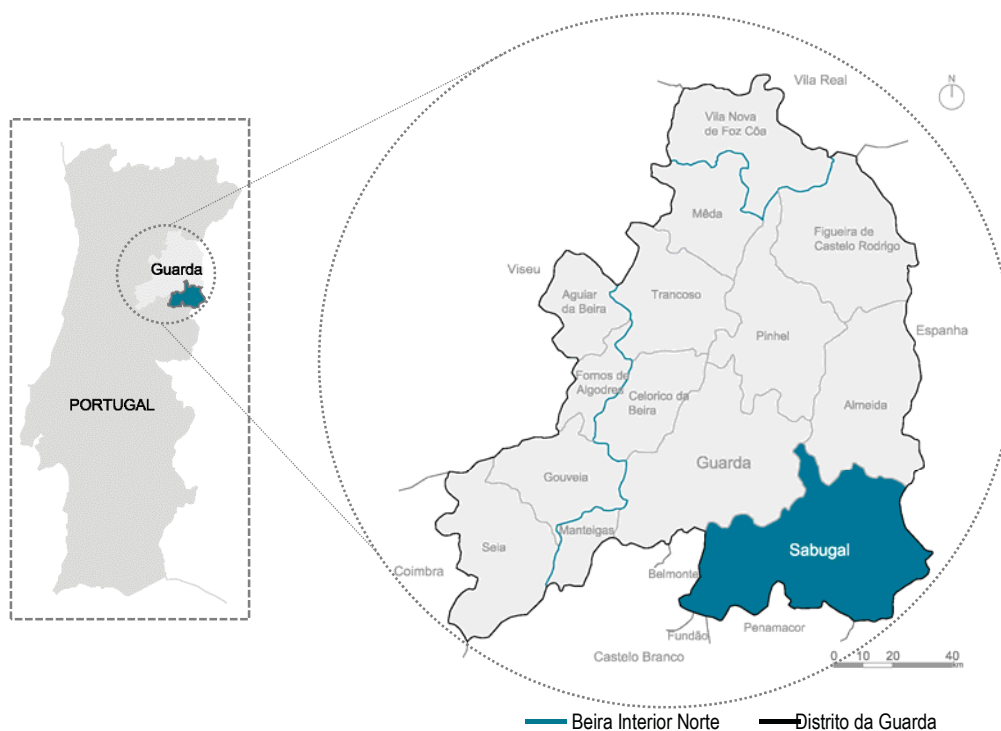 Guarda
PORTUGAL
Vila Real
N
Vila Nova
de Foz Côa
Mêda
Figueira de
Castelo Rodrigo
Viseu
Aguiar
da Beira
Trancoso
Pinhel
Espanha
Fornos de
Algodres
Celorico da
Beira
Almeida
Guarda
Gouveia
Seia
Manteigas
Sabugal
Coimbra
Belmonte
Fundão
Penamacor
Castelo Branco
0 10 20 40
km
Beira Interior Norte
Distrito da Guarda